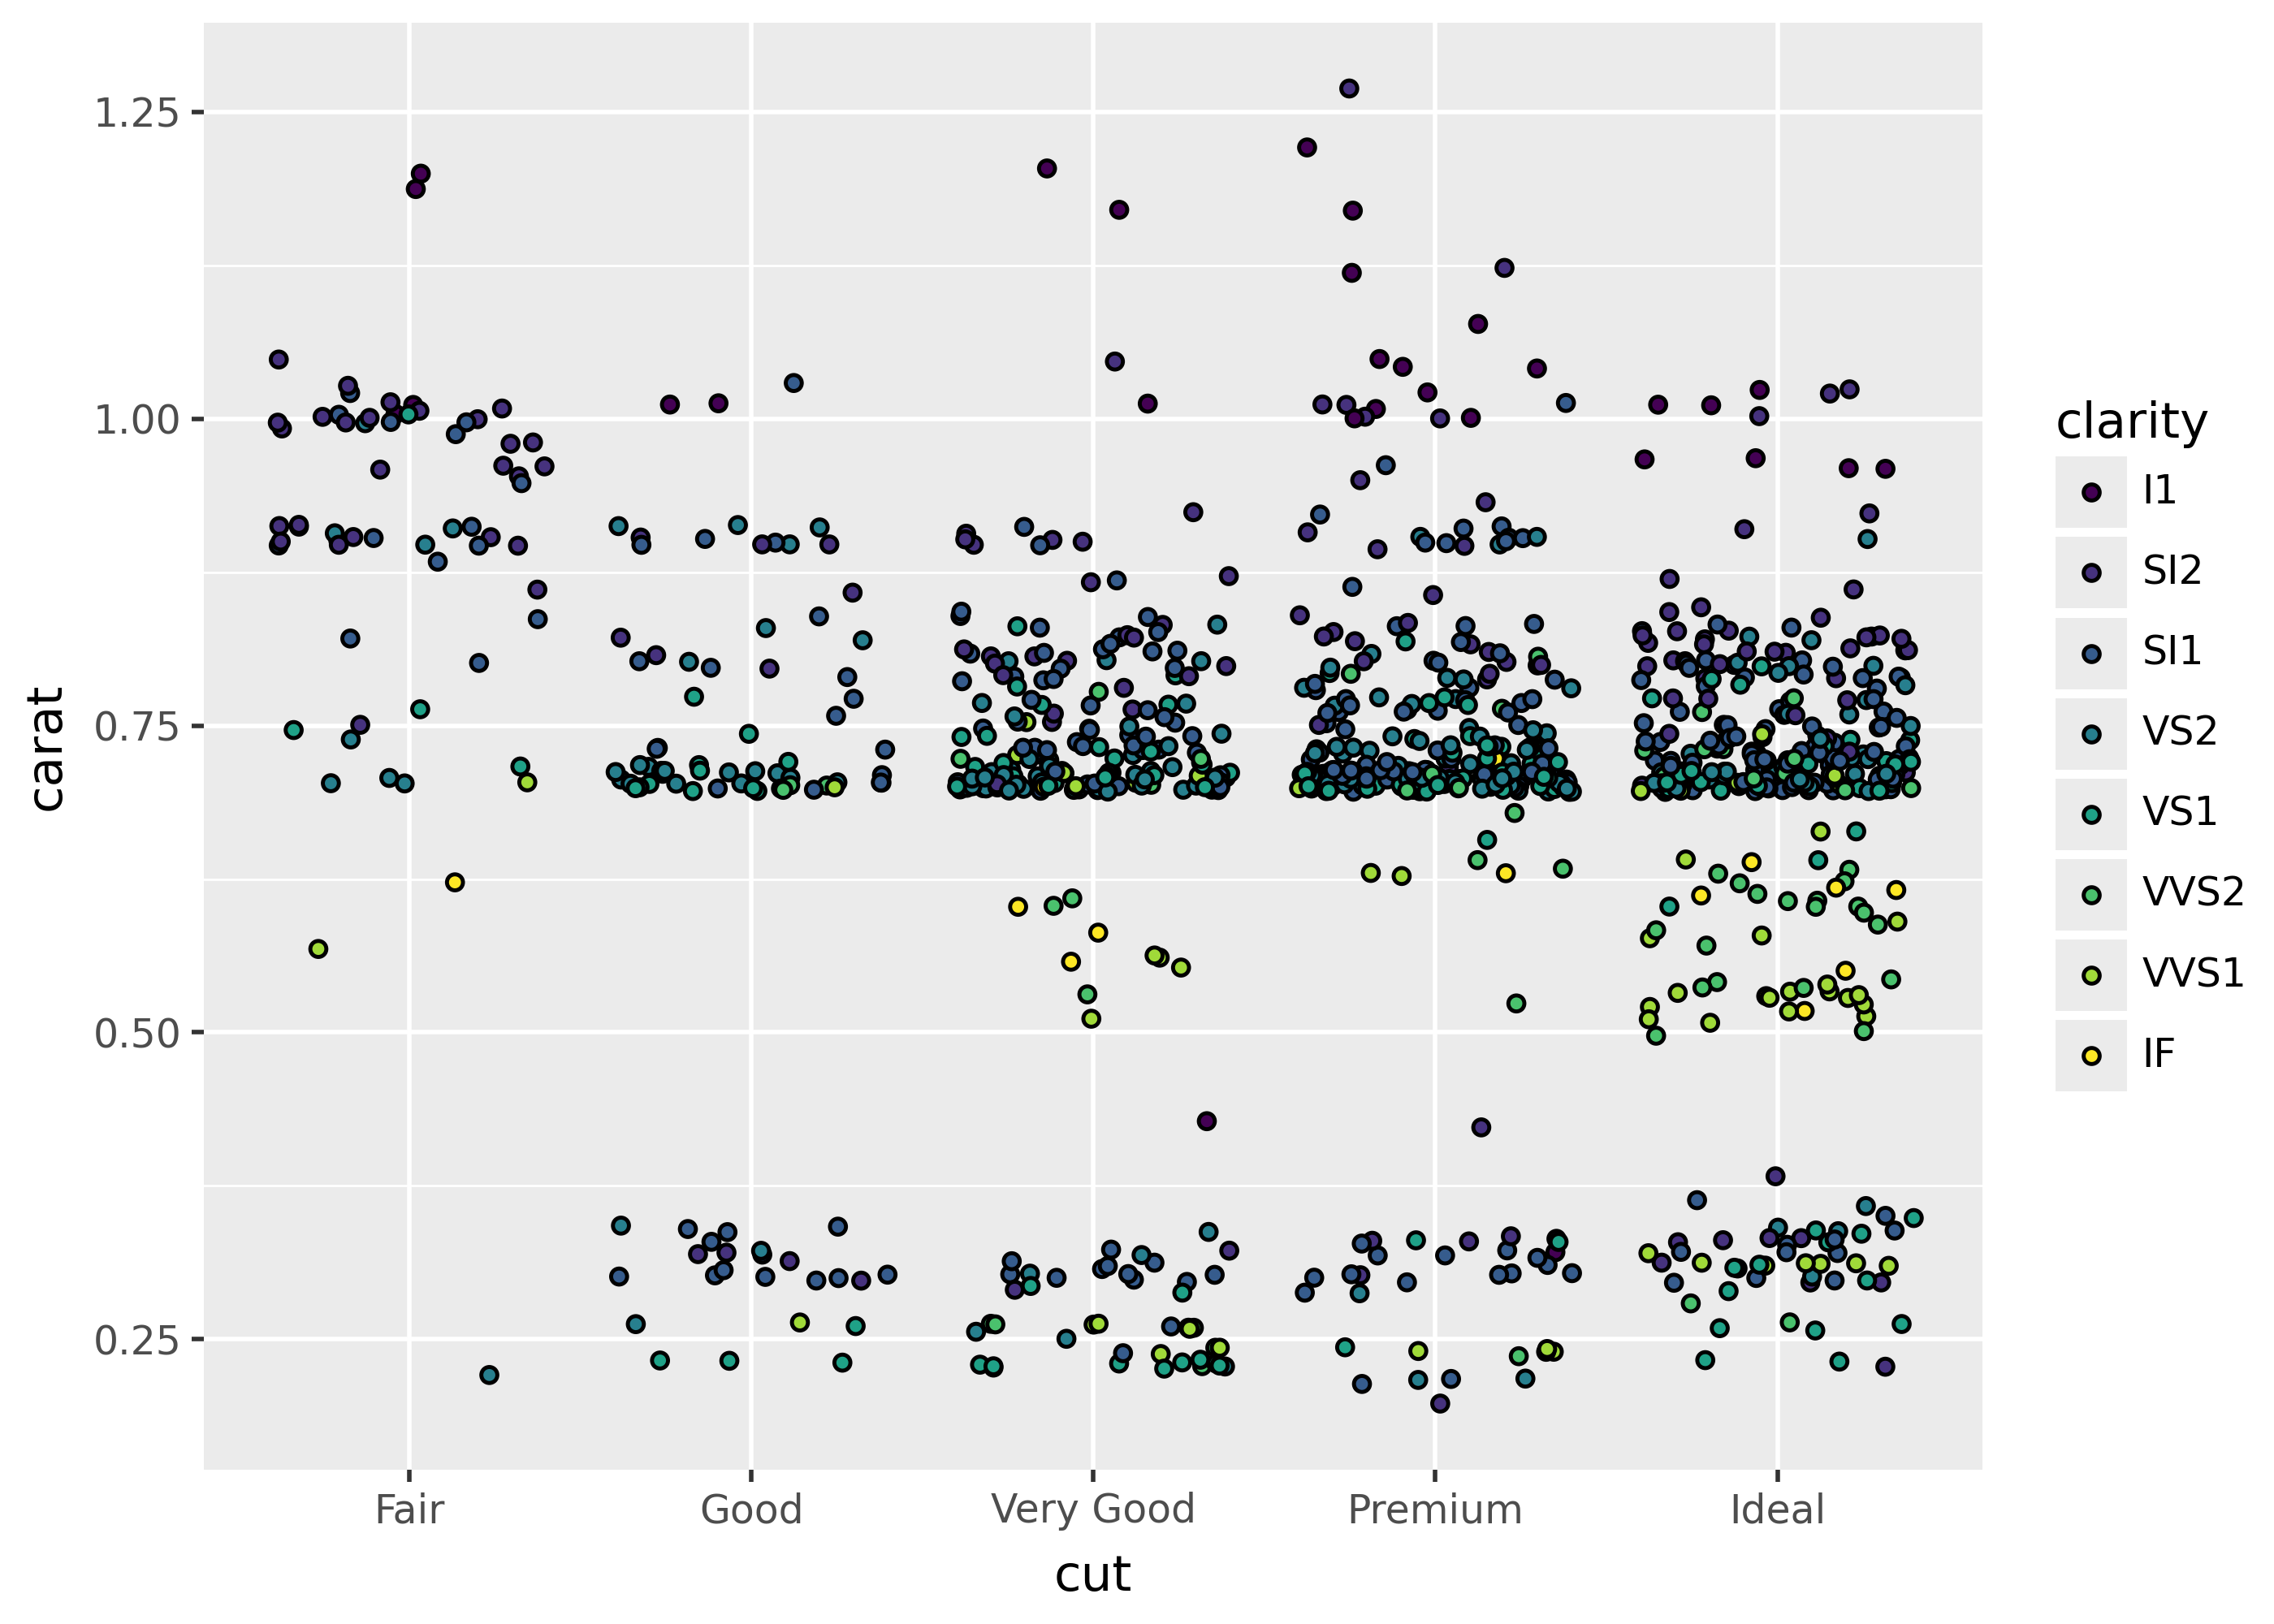 1.25
1.00
0.75
0.50
0.25
carat
Fair Good Very Good Premium Ideal
cut
clarity
I1
SI2
SI1
VS2
VS1
VVS2
VVS1
IF